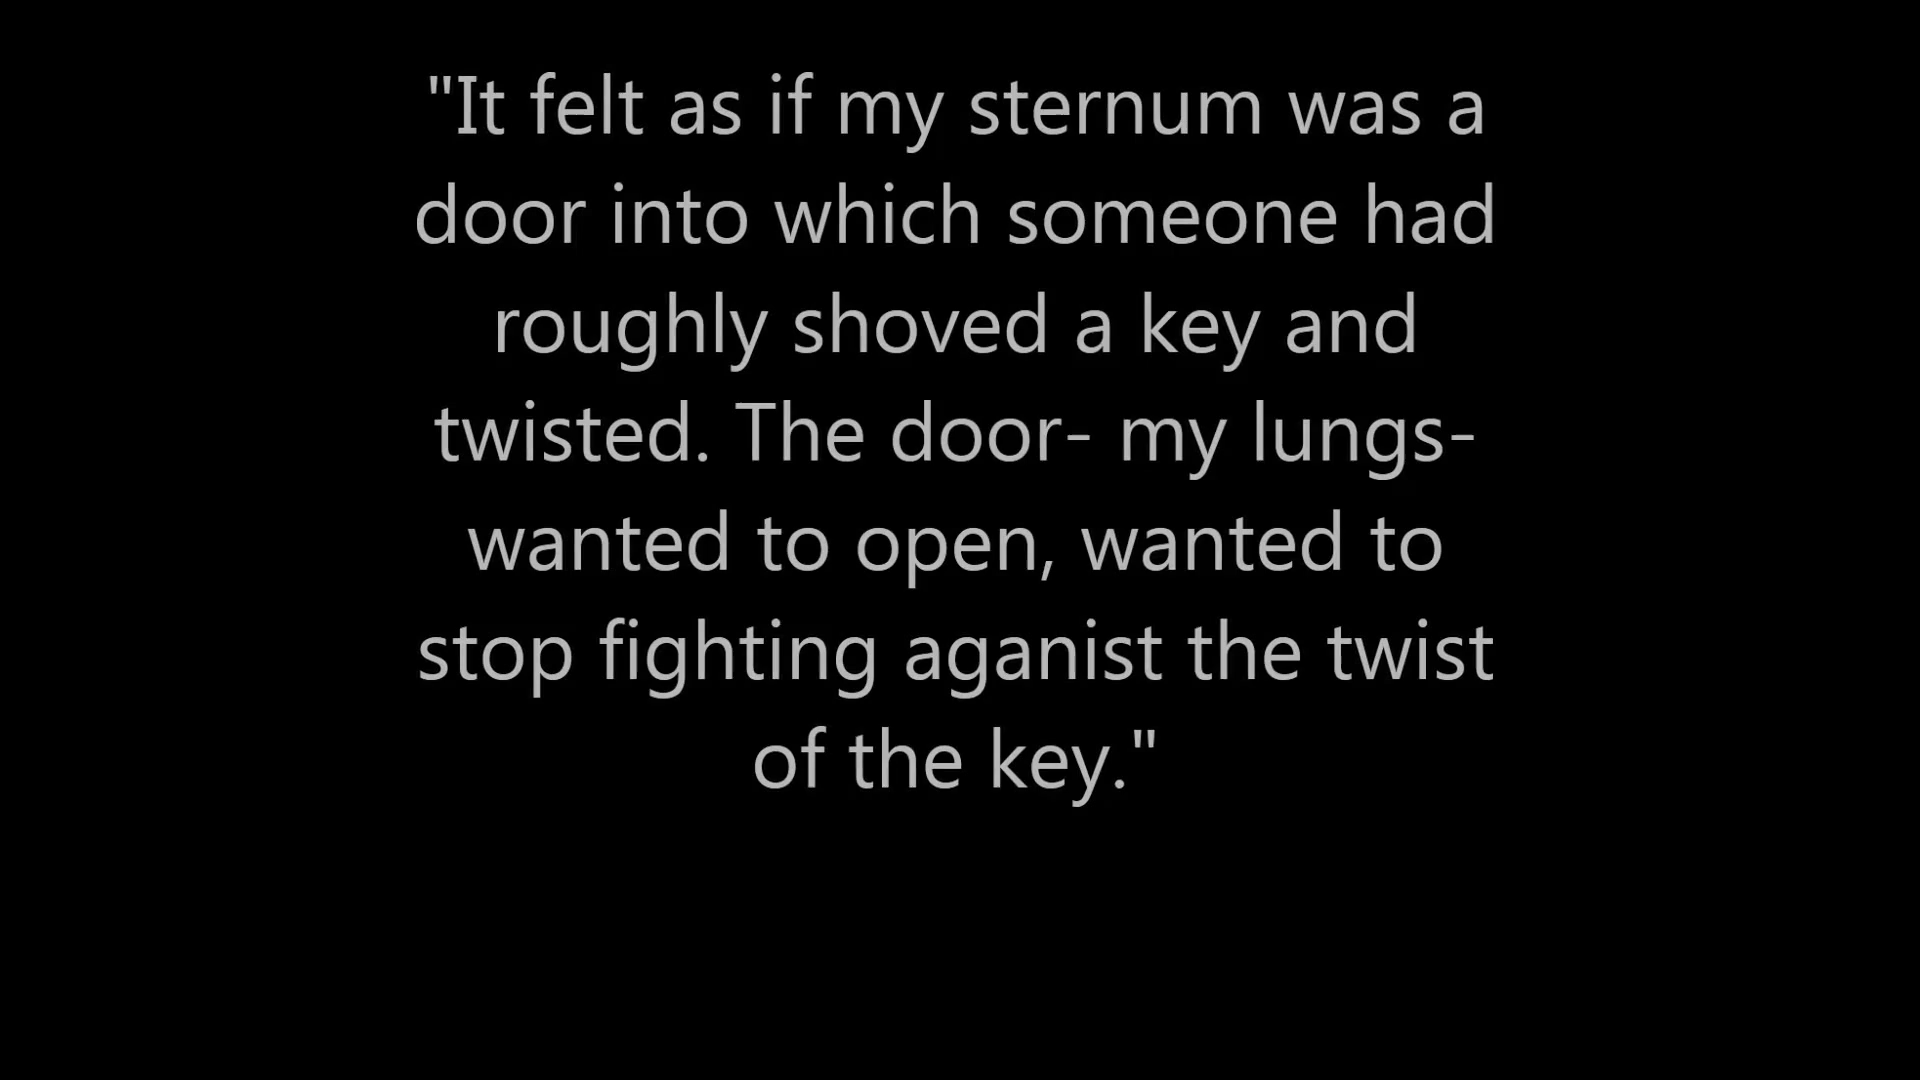 "It felt as if my sternum was a
door into which someone had
roughly shoved a key and
twisted. The door- my lungs-
wanted to open, wanted to
stop fighting aganist the twist
of the key."